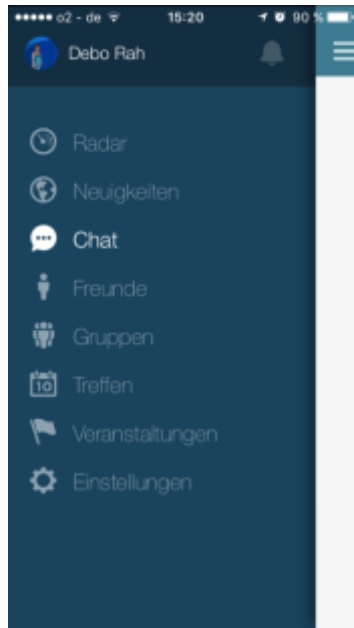 o2 - de 15:20 90 %
Debo Rah
Radar
Neuigkeiten
Chat
Freunde
Gruppen
10 Treffen
Veranstaltungen
Einstellungen